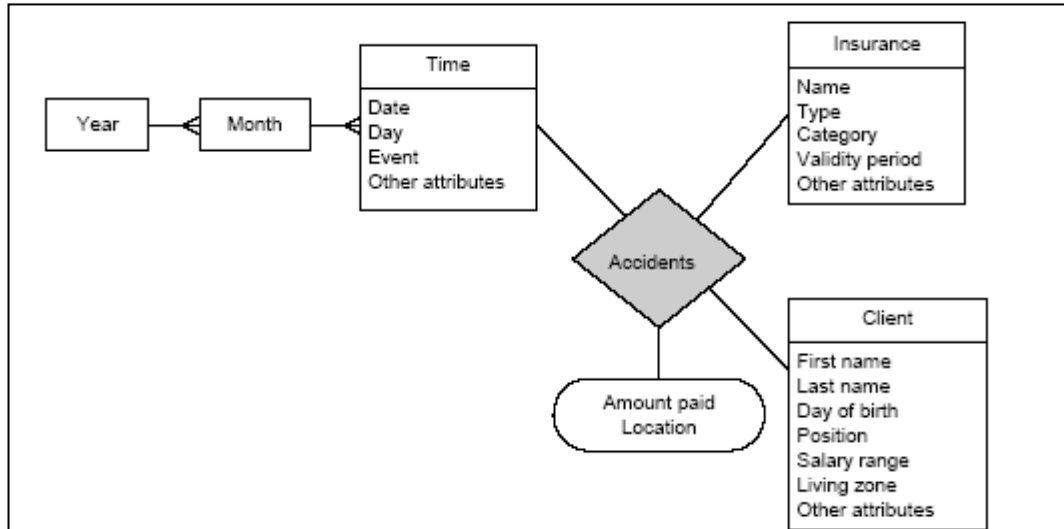 Year
Month
Time
Date
Day
Event
Other attributes
Insurance
Name
Type
Category
Validity period
Other attributes
Accidents
Amount paid
Location
Client
First name
Last name
Day of birth
Position
Salary range
Living zone
Other attributes